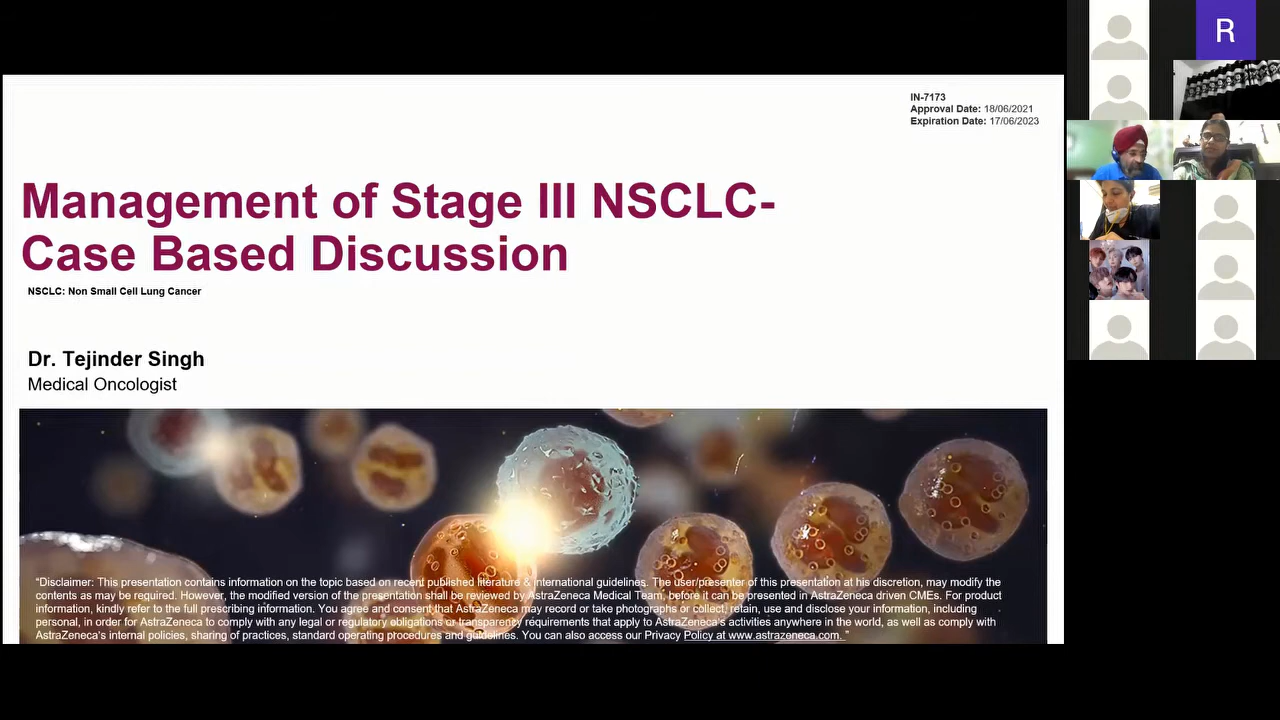 IN-7173
Approval Date: 18/06/2021
Expiration Date: 17/06/2023
Management of Stage III NSCLC-
Case Based Discussion
NSCLC: Non Small Cell Lung Cancer
Dr. Tejinder Singh
Medical Oncologist
“Disclaimer: This presentation contains information on the topic based on recent published literature & international guidelines. The user/presenter of this presentation at his discretion, may modify the
contents as may be required. However, the modified version of the presentation shall be reviewed by AstraZeneca Medical Team, before it can be presented in AstraZeneca driven CMEs. For product
information, kindly refer to the full prescribing information. You agree and consent that AstraZeneca may record or take photographs or collect, retain, use and disclose your information, including
personal, in order for AstraZeneca to comply with any legal or regulatory obligations or transparency requirements that apply to AstraZeneca's activities anywhere in the world, as well as comply with
AstraZeneca's internal policies, sharing of practices, standard operating procedures and guidelines. You can also access our Privacy Policy at www.astrazeneca.com. ”
R